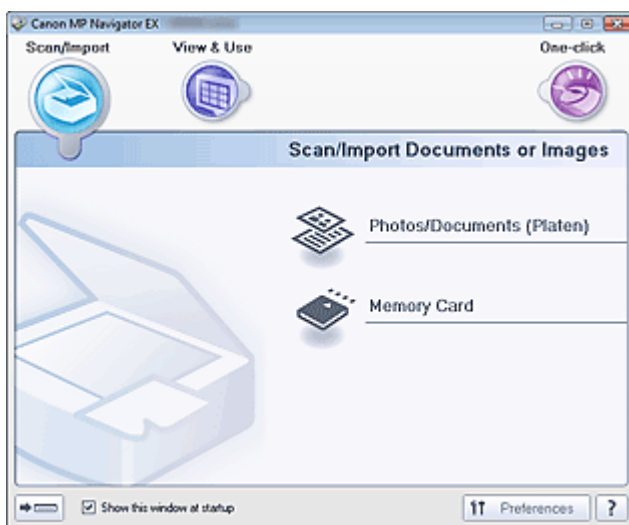 Canon MP Navigator EX
Scan/Import
View & Use
One-click
Scan/Import Documents or Images
Photos/Documents (Platen)
Memory Card
Show this window at startup
Preferences
?